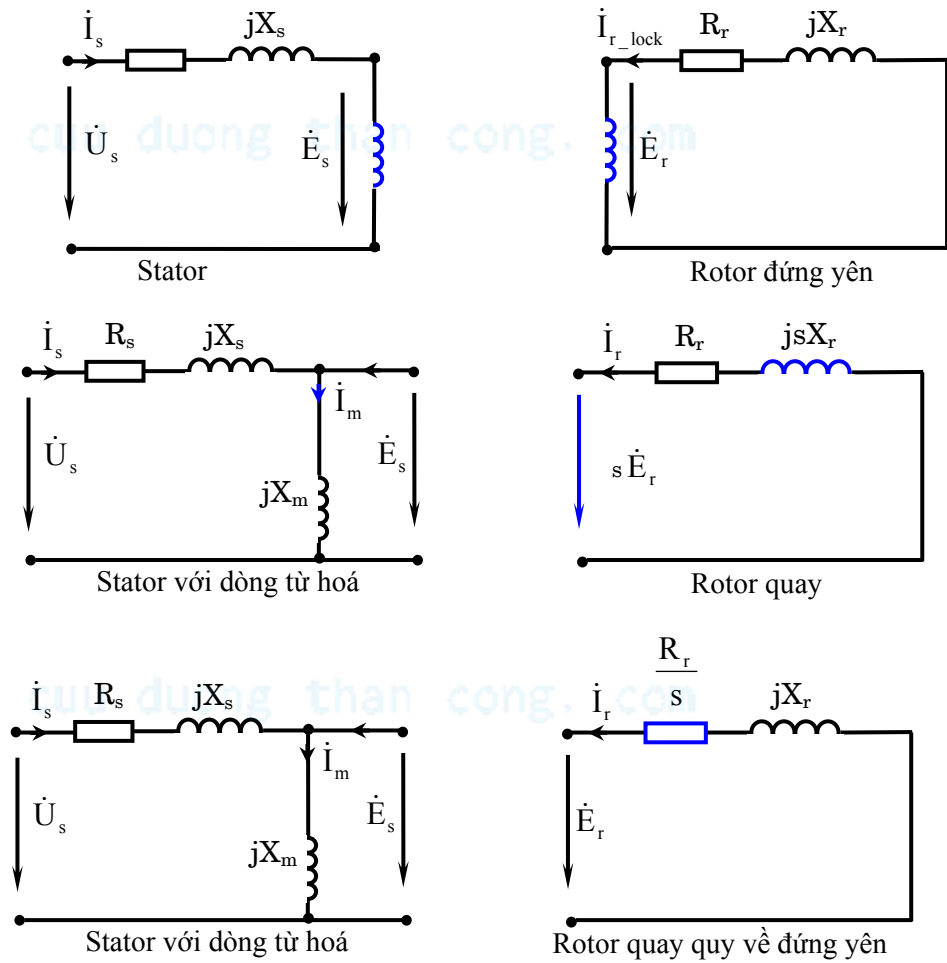 İs jXs İr_lock Rr jXr
cuu duong than cong. com
U̇s Ės Ėr
Stator Rotor đứng yên
İs Rs jXs İr Rr jsXr
İm
U̇s Ės sĖr
jXm
Stator với dòng từ hoá Rotor quay
Rr
cuu duong than cong. com
İs Rs jXs İr s jXr
İm
U̇s Ės Ėr
jXm
Stator với dòng từ hoá Rotor quay quy về đứng yên